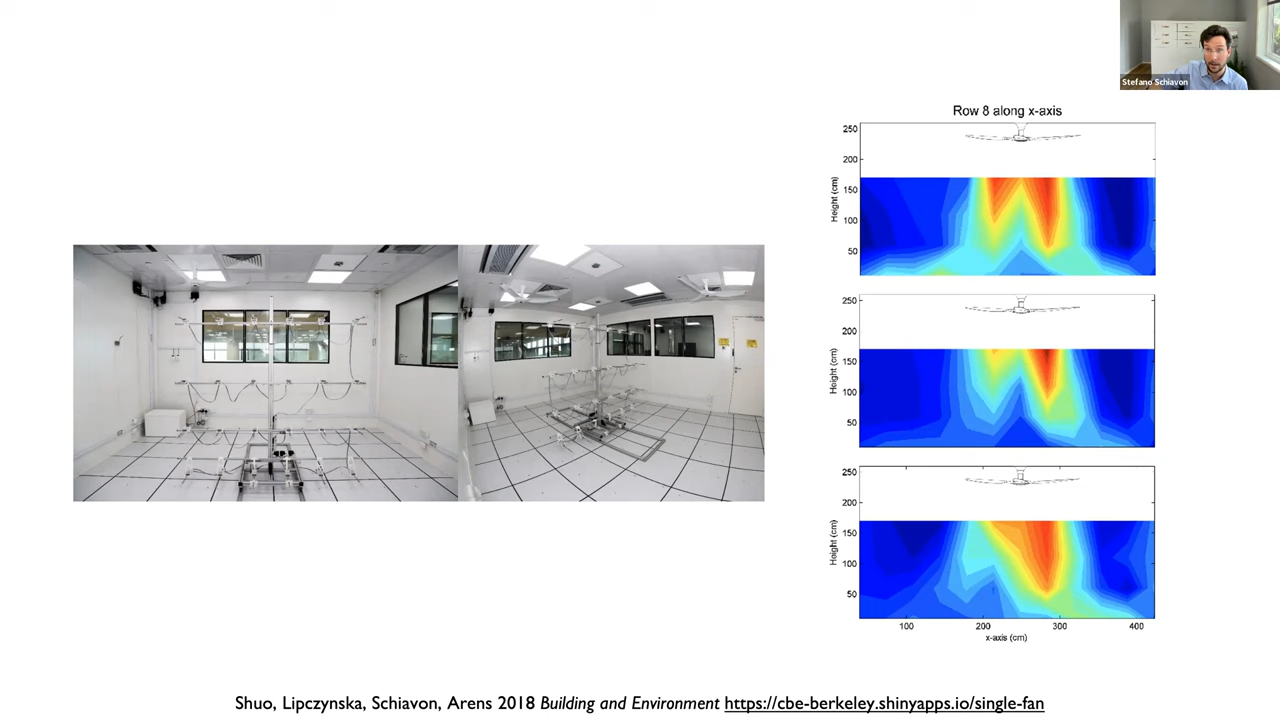 Stefano Schiavon
Row 8 along x-axis
250
200
150
100
50
Height (cm)
250
200
150
100
50
Height (cm)
250
200
150
100
50
Height (cm)
100 200 300 400
x-axis (cm)
Shuo, Lipczynska, Schiavon, Arens 2018 Building and Environment https://cbe-berkeley.shinyapps.io/single-fan